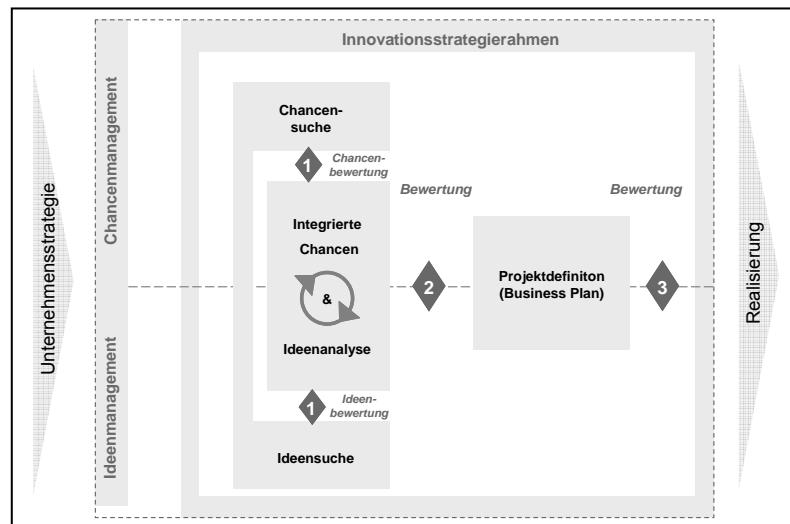 Innovationsstrategierahmen
Unternehmensstrategie
Chancenmanagement
Ideenmanagement
Chancen-
suche
1
Chancen-
bewertung
Integrierte
Chancen
&
Ideenanalyse
1
Ideen-
bewertung
Ideensuche
Bewertung
2
Projektdefiniton
(Business Plan)
Bewertung
3
Realisierung